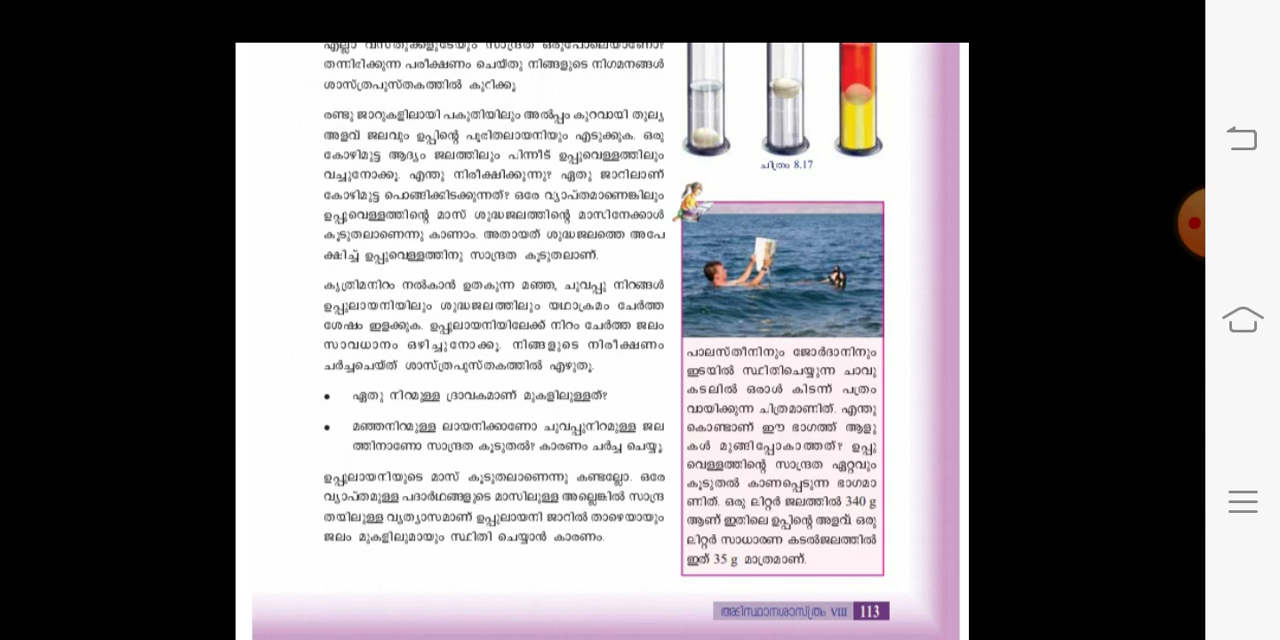 എല്ലാ വസ്തുക്കളുടേയും സാന്ദ്രത ഒരുപോലെയാണോ?
തന്നിരിക്കുന്ന പരീക്ഷണം ചെയ്തു നിങ്ങളുടെ നിഗമനങ്ങൾ
ശാസ്ത്രപുസ്തകത്തിൽ കുറിക്കൂ.
രണ്ടു ജാറുകളിലായി പകുതിയിലും അൽപ്പം കുറവായി തുല്യ
അളവ് ജലവും ഉപ്പിന്റെ പൂരിതലായനിയും എടുക്കുക. ഒരു
കോഴിമുട്ട ആദ്യം ജലത്തിലും പിന്നീട് ഉപ്പുവെള്ളത്തിലും
വച്ചുനോക്കൂ. എന്തു നിരീക്ഷിക്കുന്നു? ഏതു ജാറിലാണ്
കോഴിമുട്ട പൊങ്ങിക്കിടക്കുന്നത്? ഒരേ വ്യാപ്തമാണെങ്കിലും
ഉപ്പുവെള്ളത്തിന്റെ മാസ് ശുദ്ധജലത്തിന്റെ മാസിനേക്കാൾ
കൂടുതലാണെന്നു കാണാം. അതായത് ശുദ്ധജലത്തെ അപേ
ക്ഷിച്ച് ഉപ്പുവെള്ളത്തിനു സാന്ദ്രത കൂടുതലാണ്.
കൃത്രിമനിറം നൽകാൻ ഉതകുന്ന മഞ്ഞ, ചുവപ്പു നിറങ്ങൾ
ഉപ്പുലായനിയിലും ശുദ്ധജലത്തിലും യഥാക്രമം ചേർത്ത
ശേഷം ഇളക്കുക. ഉപ്പുലായനിയിലേക്ക് നിറം ചേർത്ത ജലം
സാവധാനം ഒഴിച്ചുനോക്കൂ. നിങ്ങളുടെ നിരീക്ഷണം
ചർച്ചചെയ്ത് ശാസ്ത്രപുസ്തകത്തിൽ എഴുതൂ.
• ഏതു നിറമുള്ള ദ്രാവകമാണ് മുകളിലുള്ളത്?
• മഞ്ഞനിറമുള്ള ലായനിക്കാണോ ചുവപ്പുനിറമുള്ള ജല
ത്തിനാണോ സാന്ദ്രത കൂടുതൽ? കാരണം ചർച്ച ചെയ്യൂ.
ഉപ്പുലായനിയുടെ മാസ് കൂടുതലാണെന്നു കണ്ടല്ലോ. ഒരേ
വ്യാപ്തമുള്ള പദാർഥങ്ങളുടെ മാസിലുള്ള അല്ലെങ്കിൽ സാന്ദ്ര
തയിലുള്ള വ്യത്യാസമാണ് ഉപ്പുലായനി ജാറിൽ താഴെയായും
ജലം മുകളിലുമായും സ്ഥിതി ചെയ്യാൻ കാരണം.
ചിത്രം 8.17
പാലസ്തീനിനും ജോർദാനിനും
ഇടയിൽ സ്ഥിതിചെയ്യുന്ന ചാവു
കടലിൽ ഒരാൾ കിടന്ന് പത്രം
വായിക്കുന്ന ചിത്രമാണിത്. എന്തു
കൊണ്ടാണ് ഈ ഭാഗത്ത് ആളു
കൾ മുങ്ങിപ്പോകാത്തത്? ഉപ്പു
വെള്ളത്തിന്റെ സാന്ദ്രത ഏറ്റവും
കൂടുതൽ കാണപ്പെടുന്ന ഭാഗമാ
ണിത്. ഒരു ലിറ്റർ ജലത്തിൽ 340 g
ആണ് ഇതിലെ ഉപ്പിന്റെ അളവ്. ഒരു
ലിറ്റർ സാധാരണ കടൽജലത്തിൽ
ഇത് 35 g മാത്രമാണ്.
അടിസ്ഥാനശാസ്ത്രം VIII 113